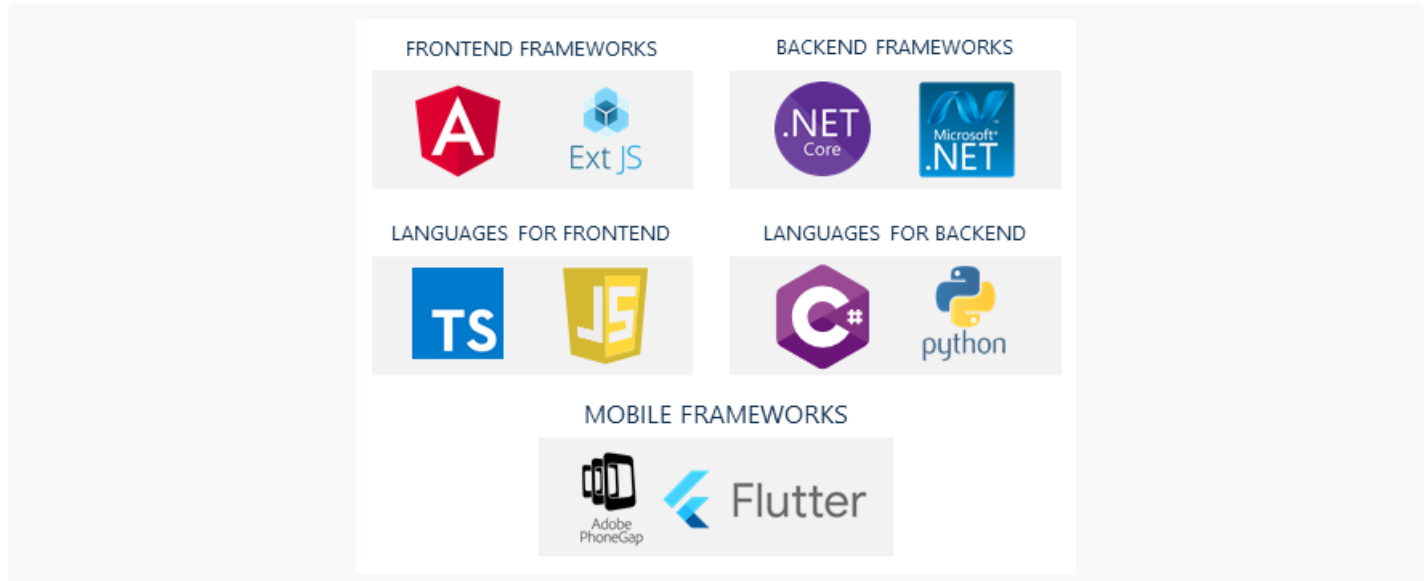 FRONTEND FRAMEWORKS
BACKEND FRAMEWORKS
A
Ext JS
.NET
Core
Microsoft®
.NET
™
LANGUAGES FOR FRONTEND
LANGUAGES FOR BACKEND
TS
JS
C#
python
MOBILE FRAMEWORKS
Adobe
PhoneGap
Flutter